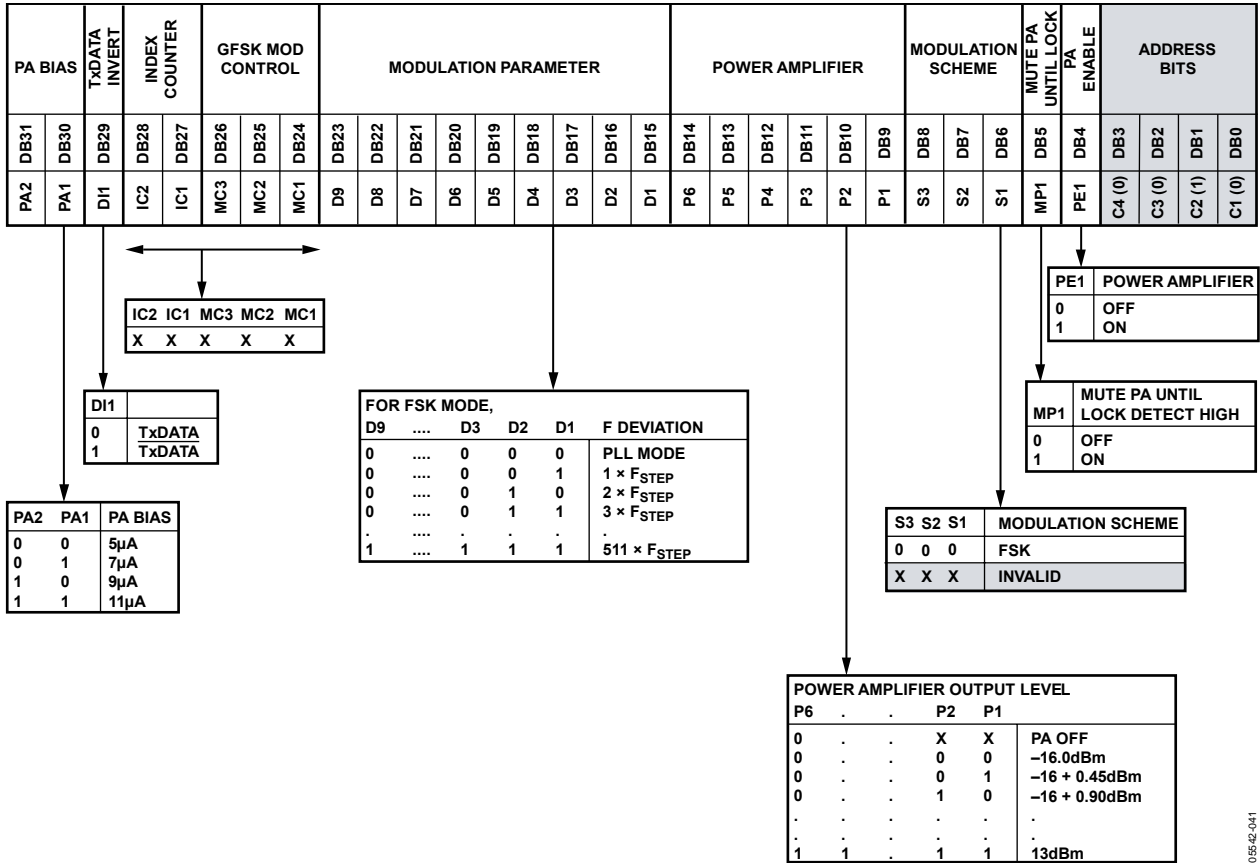 PA BIAS
TxDATA
INVERT
INDEX
COUNTER
GFSK MOD
CONTROL
MODULATION PARAMETER
POWER AMPLIFIER
MODULATION
SCHEME
MUTE PA
UNTIL LOCK
PA
ENABLE
ADDRESS
BITS
DB31 DB30 DB29 DB28 DB27 DB26 DB25 DB24 DB23 DB22 DB21 DB20 DB19 DB18 DB17 DB16 DB15 DB14 DB13 DB12 DB11 DB10 DB9 DB8 DB7 DB6 DB5 DB4 DB3 DB2 DB1 DB0
PA2 PA1 DI1 IC2 IC1 MC3 MC2 MC1 D9 D8 D7 D6 D5 D4 D3 D2 D1 P6 P5 P4 P3 P2 P1 S3 S2 S1 MP1 PE1 C4 (0) C3 (0) C2 (1) C1 (0)
PE1 POWER AMPLIFIER
0 OFF
1 ON
IC2 IC1 MC3 MC2 MC1
X X X X X
MP1 MUTE PA UNTIL
LOCK DETECT HIGH
0 OFF
1 ON
DI1
0 TxDATA
1 TxDATA
FOR FSK MODE,
D9 .... D3 D2 D1 F DEVIATION
0 .... 0 0 0 PLL MODE
0 .... 0 0 1 1 × FSTEP
0 .... 0 1 0 2 × FSTEP
0 .... 0 1 1 3 × FSTEP
. .... . . . .
1 .... 1 1 1 511 × FSTEP
PA2 PA1 PA BIAS
0 0 5µA
0 1 7µA
1 0 9µA
1 1 11µA
S3 S2 S1 MODULATION SCHEME
0 0 0 FSK
X X X INVALID
POWER AMPLIFIER OUTPUT LEVEL
P6 . . P2 P1
0 . . X X PA OFF
0 . . 0 0 –16.0dBm
0 . . 0 1 –16 + 0.45dBm
0 . . 1 0 –16 + 0.90dBm
. . . . . .
. . . . . .
1 1 . 1 1 13dBm
05542-041